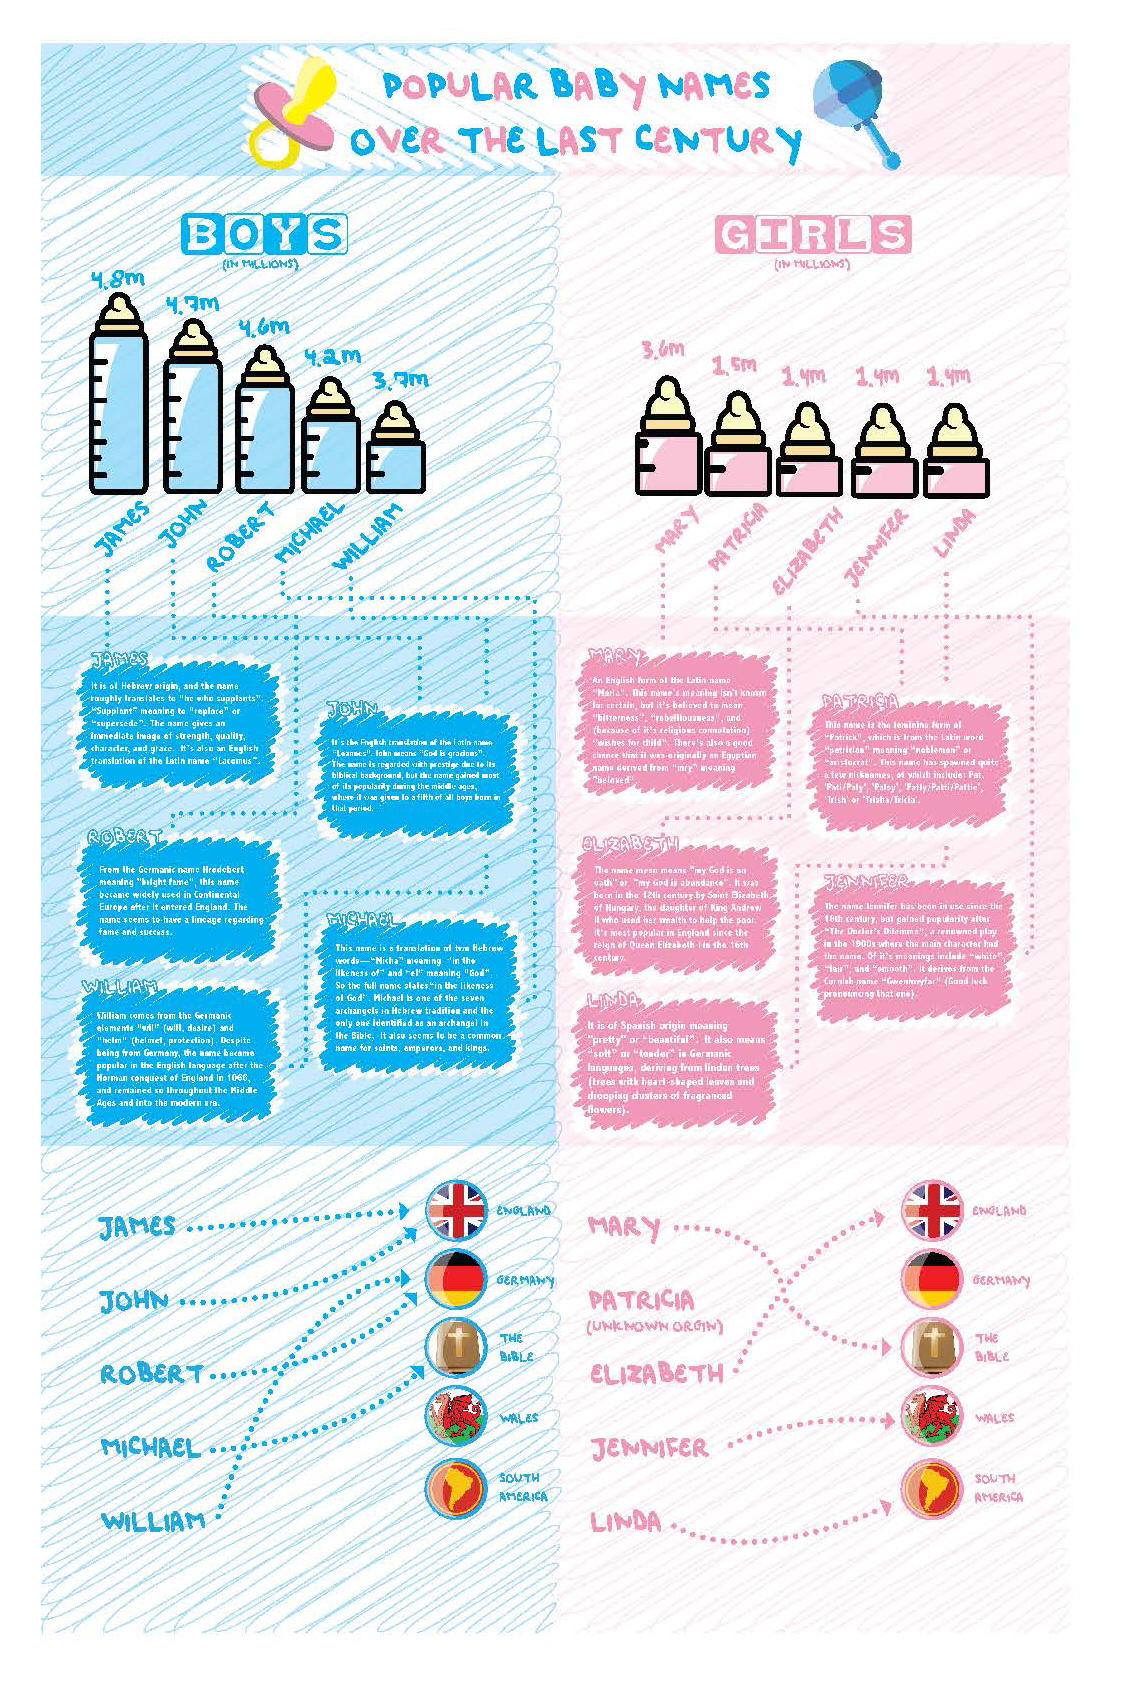 POPULAR BABY NAMES
OVER THE LAST CENTURY
BOYS
(IN MILLIONS)
4.8m
4.7m
4.6m
4.2m
3.7m
JAMES
JOHN
ROBERT
MICHAEL
WILLIAM
GIRLS
(IN MILLIONS)
3.6m
1.5m
1.4m
1.4m
1.4m
MARY
PATRICIA
ELIZABETH
JENNIFER
LINDA
JAMES
It is of Hebrew origin, and the name
roughly translates to "he who supplants".
"Supplant" meaning to "replace" or
"supersede". The name gives an
immediate image of strength, quality,
character, and grace. It's also an English
translation of the Latin name "Lacomus".
JOHN
It's the English translation of the Latin name
"Loannes". John means "God is gracious".
The name is regarded with prestige due to its
biblical background, but the name gained most
of its popularity during the middle ages,
where it was given to a fifth of all boys born in
that period.
ROBERT
From the Germanic name Hrodebert
meaning "bright fame", this name
became widely used in Continental
Europe after it entered England. The
name seems to have a lineage regarding
fame and success.
MICHAEL
This name is a translation of two Hebrew
words—"Micha" meaning "in the
likeness of" and "el" meaning "God".
So the full name states "in the likeness
of God". Michael is one of the seven
archangels in Hebrew tradition and the
only one identified as an archangel in
the Bible. It also seems to be a common
name for saints, emperors, and kings.
WILLIAM
William comes from the Germanic
elements "wil" (will, desire) and
"helm" (helmet, protection). Despite
being from Germany, the name became
popular in the English language after the
Norman conquest of England in 1066,
and remained so throughout the Middle
Ages and into the modern era.
MARY
An English form of the Latin name
"Maria". This name's meaning isn't known
for certain, but it's believed to mean
"bitterness", "rebelliousness", and
(because of it's religious connotation)
"wishes for child". There's also a good
chance that it was originally an Egyptian
name derived from "mry" meaning
"beloved".
PATRICIA
This name is the feminine form of
"Patrick", which is from the Latin word
"patrician" meaning "nobleman" or
"aristocrat". This name has spawned quite
a few nicknames, of which include: Pat,
'Pati/Paty', 'Patsy', 'Patty/Patti/Pattie',
'Trish' or 'Trisha/Tricia'.
ELIZABETH
The name mean means "my God is an
oath" or "my God is abundance". It was
born in the 12th century by Saint Elizabeth
of Hungary, the daughter of King Andrew
II who used her wealth to help the poor.
It's most popular in England since the
reign of Queen Elizabeth I in the 16th
century.
JENNIFER
The name Jennifer has been in use since the
18th century, but gained popularity after
"The Doctor's Dilemma", a renowned play
in the 1900s where the main character had
the name. Of it's meanings include "white",
"fair", and "smooth". It derives from the
Cornish name "Gwenhwyfar" (Good luck
pronouncing that one).
LINDA
It is of Spanish origin meaning
"pretty" or "beautiful". It also means
"soft" or "tender" in Germanic
languages, deriving from linden trees
(trees with heart-shaped leaves and
drooping clusters of fragranced
flowers).
JAMES
JOHN
ROBERT
MICHAEL
WILLIAM
ENGLAND
GERMANY
THE
BIBLE
WALES
SOUTH
AMERICA
MARY
PATRICIA
(UNKNOWN ORGIN)
ELIZABETH
JENNIFER
LINDA
ENGLAND
GERMANY
THE
BIBLE
WALES
SOUTH
AMERICA